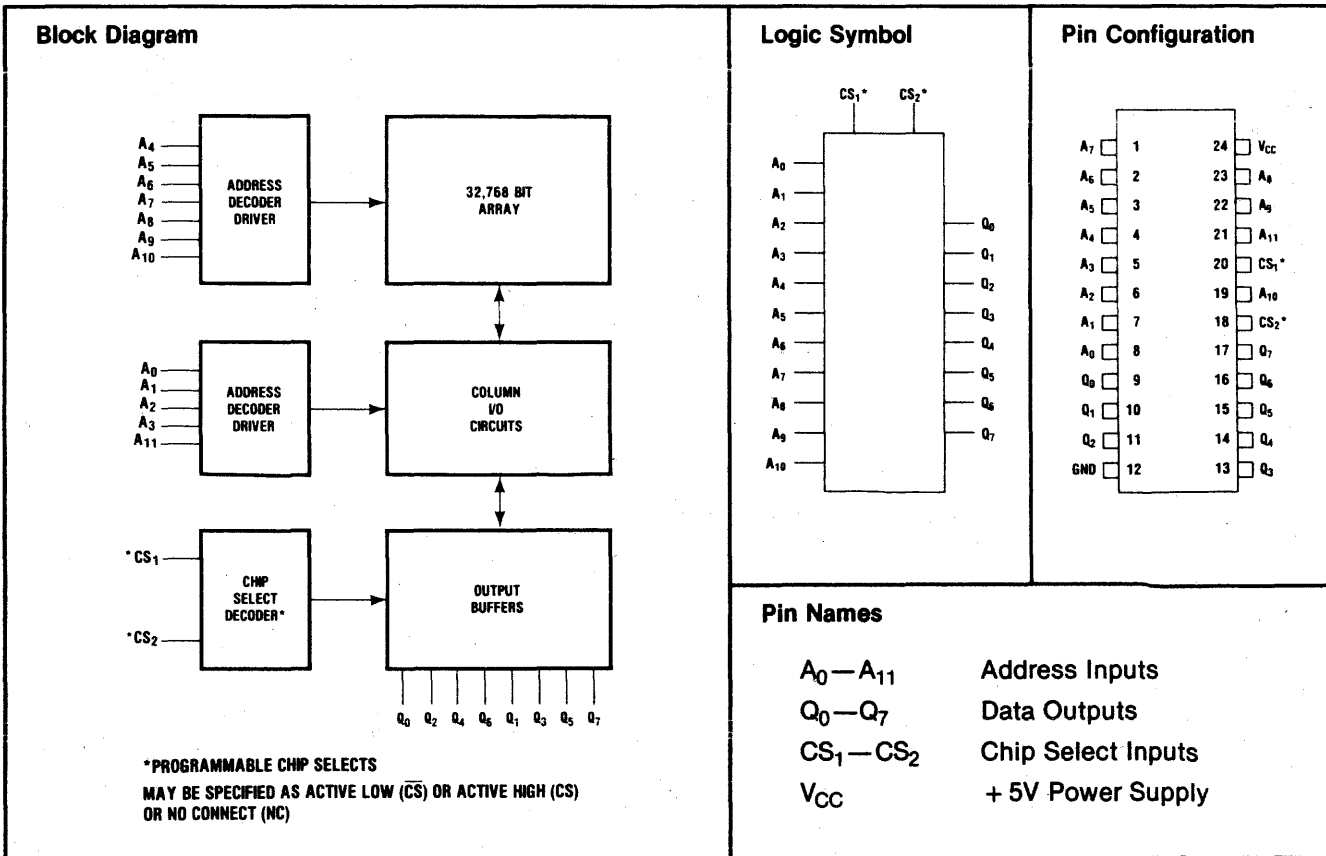 Block Diagram
A4
A5
A6
A7
A8
A9
A10
ADDRESS
DECODER
DRIVER
32,768 BIT
ARRAY
A0
A1
A2
A3
A11
ADDRESS
DECODER
DRIVER
COLUMN
I/O
CIRCUITS
*CS1
*CS2
CHIP
SELECT
DECODER*
OUTPUT
BUFFERS
Q0 Q2 Q4 Q6 Q1 Q3 Q5 Q7
*PROGRAMMABLE CHIP SELECTS
MAY BE SPECIFIED AS ACTIVE LOW (C̅S̅) OR ACTIVE HIGH (CS)
OR NO CONNECT (NC)
Logic Symbol
CS1* CS2*
A0
A1
A2
A3
A4
A5
A6
A7
A8
A9
A10
Q0
Q1
Q2
Q3
Q4
Q5
Q6
Q7
Pin Configuration
A7 1 24 VCC
A6 2 23 A8
A5 3 22 A9
A4 4 21 A11
A3 5 20 CS1*
A2 6 19 A10
A1 7 18 CS2*
A0 8 17 Q7
Q0 9 16 Q6
Q1 10 15 Q5
Q2 11 14 Q4
GND 12 13 Q3
Pin Names
A0—A11 Address Inputs
Q0—Q7 Data Outputs
CS1—CS2 Chip Select Inputs
VCC + 5V Power Supply